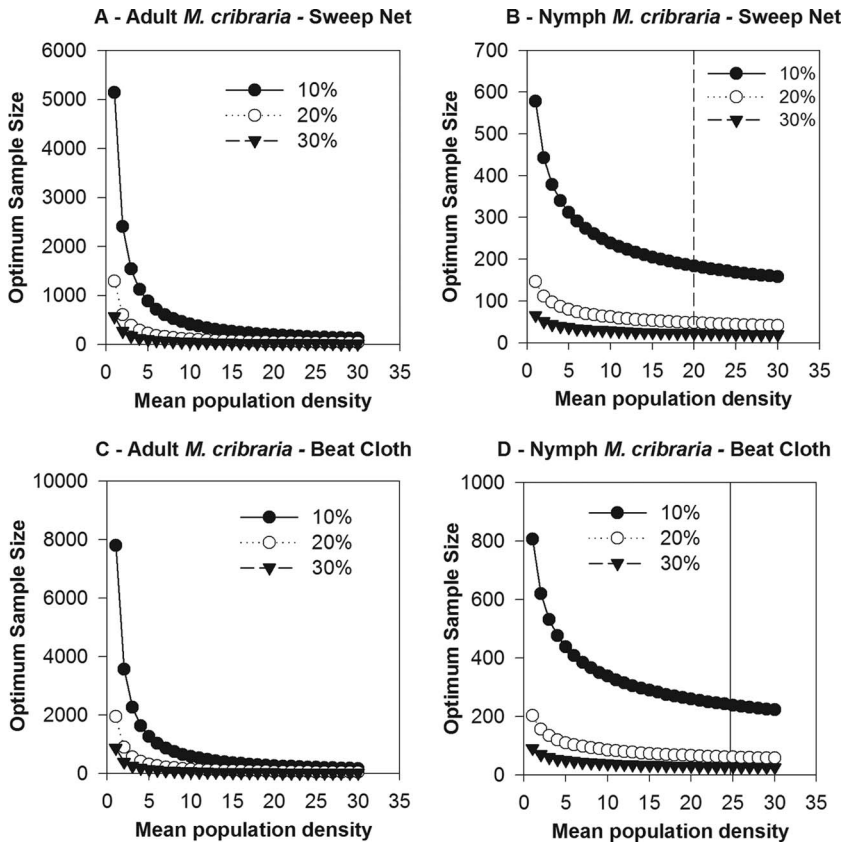 A - Adult M. cribraria - Sweep Net
6000
5000
4000
3000
2000
1000
0
Optimum Sample Size
10%
20%
30%
0 5 10 15 20 25 30 35
Mean population density
B - Nymph M. cribraria - Sweep Net
700
600
500
400
300
200
100
0
Optimum Sample Size
10%
20%
30%
0 5 10 15 20 25 30 35
Mean population density
C - Adult M. cribraria - Beat Cloth
10000
8000
6000
4000
2000
0
Optimum Sample Size
10%
20%
30%
0 5 10 15 20 25 30 35
Mean population density
D - Nymph M. cribraria - Beat Cloth
1000
800
600
400
200
0
Optimum Sample Size
10%
20%
30%
0 5 10 15 20 25 30 35
Mean population density